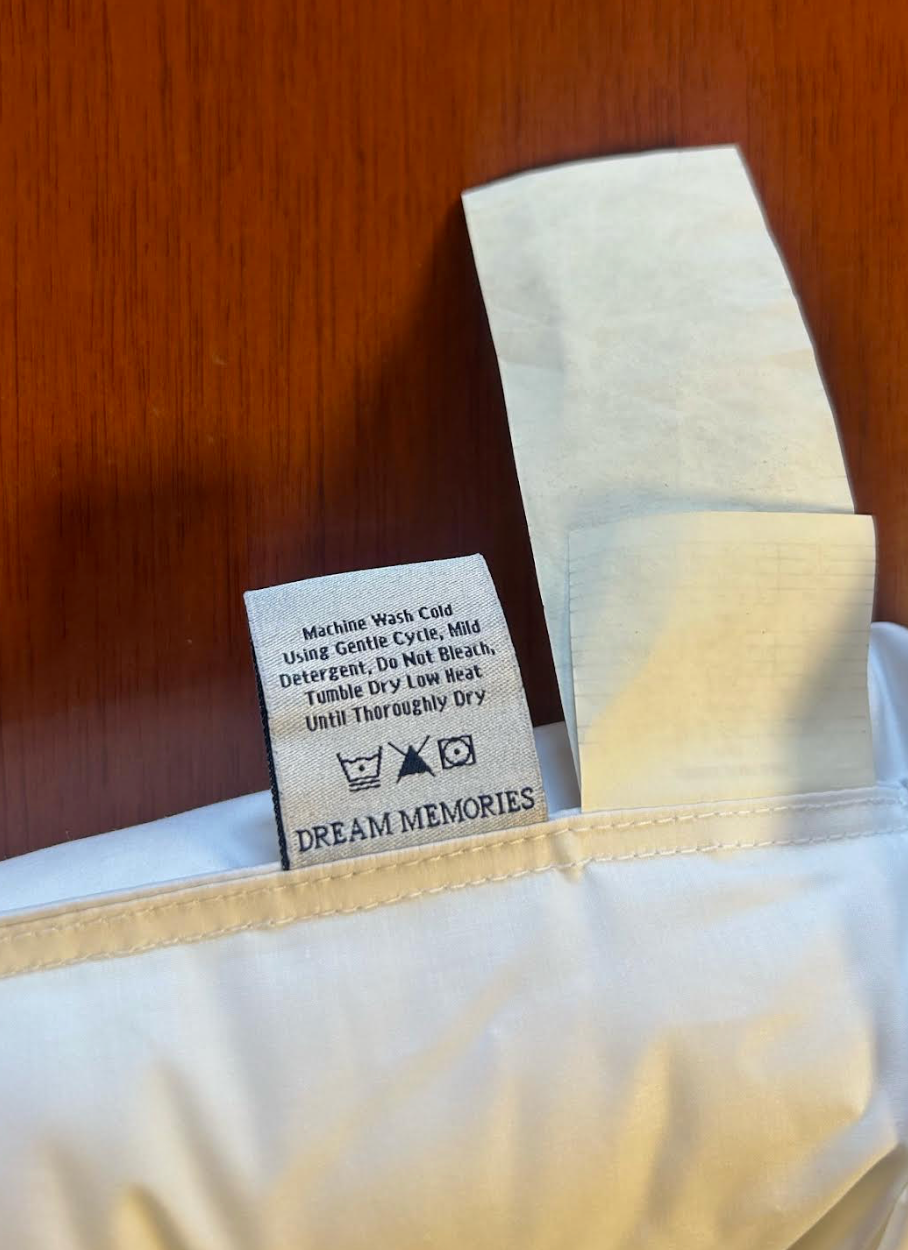 Machine Wash Cold
Using Gentle Cycle, Mild
Detergent, Do Not Bleach,
Tumble Dry Low Heat
Until Thoroughly Dry
DREAM MEMORIES